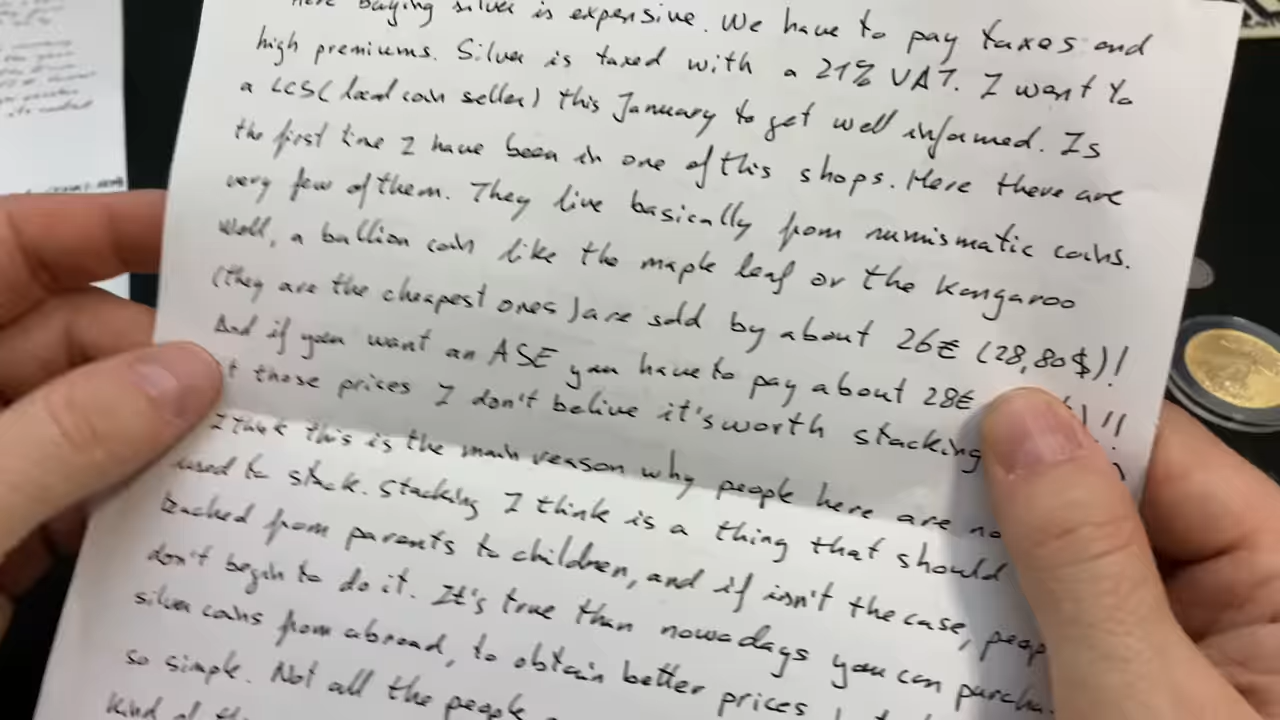 Here buying silver is expensive. We have to pay taxes and
high premiums. Silver is taxed with a 21% VAT. I want to
a LCS (local coin seller) this January to get well informed. Is
the first time I have been in one of this shops. Here there are
very few of them. They live basically from numismatic coins.
Well, a bullion coin like the maple leaf or the Kangaroo
(they are the cheapest ones) are sold by about 26€ (28,80$)!
And if you want an ASE you have to pay about 28€ !!
those prices I don't belive it's worth stacking
I think this is the main reason why people here are no
used to stack. Stacking I think is a thing that should
teached from parents to children, and if isn't the case, peop
don't begin to do it. It's true than nowadays you can purcha
silver coins from abroad, to obtain better prices
so simple. Not all the people
kind of